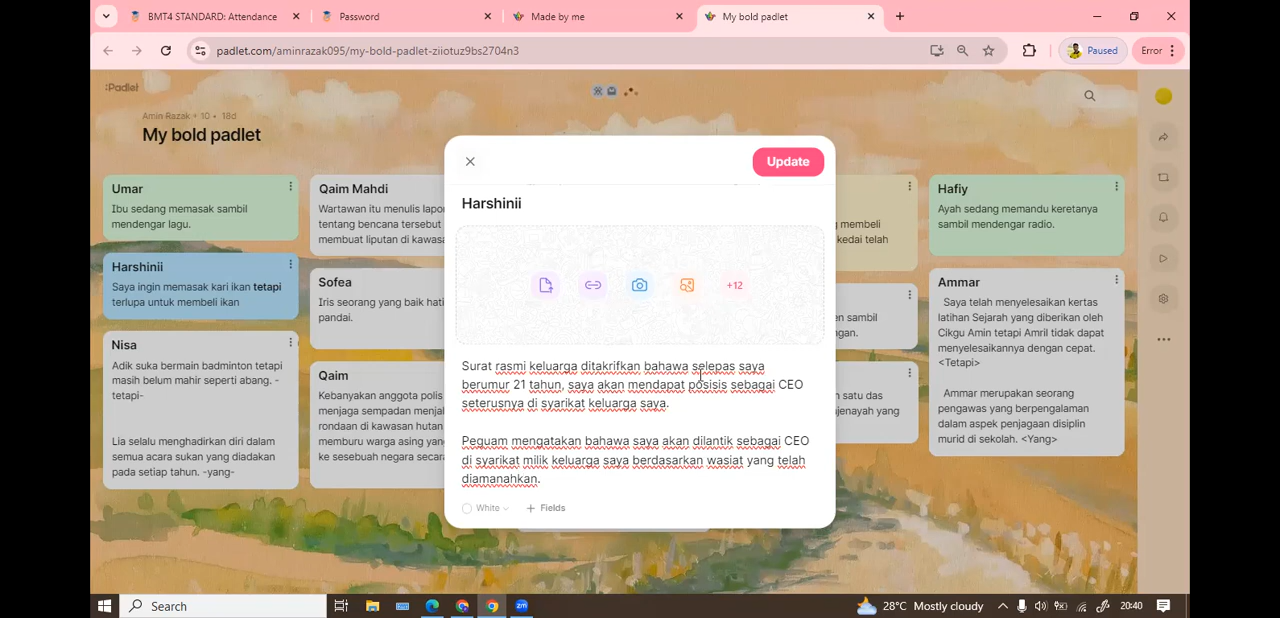 BMT4 STANDARD: Attendance
Password
Made by me
My bold padlet
padlet.com/aminrazak095/my-bold-padlet-ziiotuz9bs2704n3
Paused
Error
:Padlet
Amin Razak + 10 • 18d
My bold padlet
Umar
Ibu sedang memasak sambil
mendengar lagu.
Harshinii
Saya ingin memasak kari ikan tetapi
terlupa untuk membeli ikan
Nisa
Adik suka bermain badminton tetapi
masih belum mahir seperti abang. -
tetapi-
Lia selalu menghadirkan diri dalam
semua acara sukan yang diadakan
pada setiap tahun. -yang-
Qaim Mahdi
Wartawan itu menulis lapor
tentang bencana tersebut
membuat liputan di kawasa
Sofea
Iris seorang yang baik hati
pandai.
Qaim
Kebanyakan anggota polis
menjaga sempadan menja
rondaan di kawasan hutan
memburu warga asing yang
ke sesebuah negara secara
Update
Harshinii
+12
Surat rasmi keluarga ditakrifkan bahawa selepas saya
berumur 21 tahun, saya akan mendapat posisis sebagai CEO
seterusnya di syarikat keluarga saya.
Peguam mengatakan bahawa saya akan dilantik sebagai CEO
di syarikat milik keluarga saya berdasarkan wasiat yang telah
diamanahkan.
White
+ Fields
membeli
kedai telah
en sambil
ngan.
satu das
ujenayah yang
Hafiy
Ayah sedang memandu keretanya
sambil mendengar radio.
Ammar
Saya telah menyelesaikan kertas
latihan Sejarah yang diberikan oleh
Cikgu Amin tetapi Amril tidak dapat
menyelesaikannya dengan cepat.
<Tetapi>
Ammar merupakan seorang
pengawas yang berpengalaman
dalam aspek penjagaan disiplin
murid di sekolah. <Yang>
Search
zm
28°C Mostly cloudy
20:40